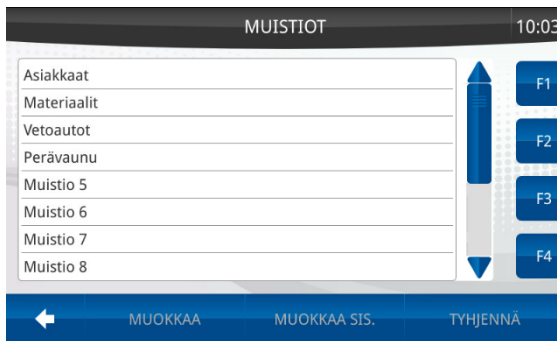 MUISTIOT 10:03
Asiakkaat
Materiaalit
Vetoautot
Perävaunu
Muistio 5
Muistio 6
Muistio 7
Muistio 8
F1
F2
F3
F4
MUOKKAA MUOKKAA SIS. TYHJENNÄ